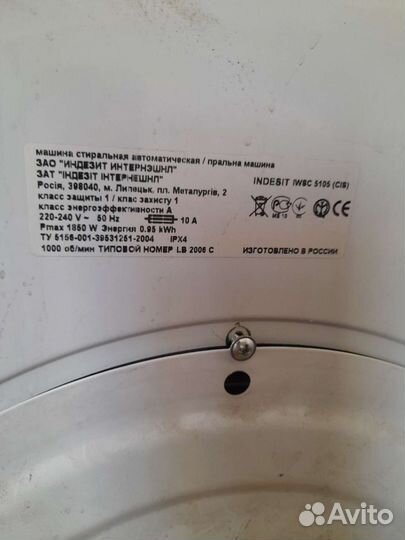 машина стиральная автоматическая / пральна машина
ЗАО "ИНДЕЗИТ ИНТЕРНЭШНЛ"
ЗАТ "ІНДЕЗІТ ІНТЕРНЕШНЛ"
INDESIT IWSC 5105 (CIS)
Росія, 398040, м. Липецьк, пл. Металургів, 2
класс защиты 1 / клас захисту 1
класс энергоэффективности А
220-240 V ~ 50 Hz 10 A
Pmax 1850 W Энергия 0.95 kWh
ТУ 5156-001-39531251-2004 IPX4
1000 об/мин ТИПОВОЙ НОМЕР LB 2006 C
ИЗГОТОВЛЕНО В РОССИИ
Avito